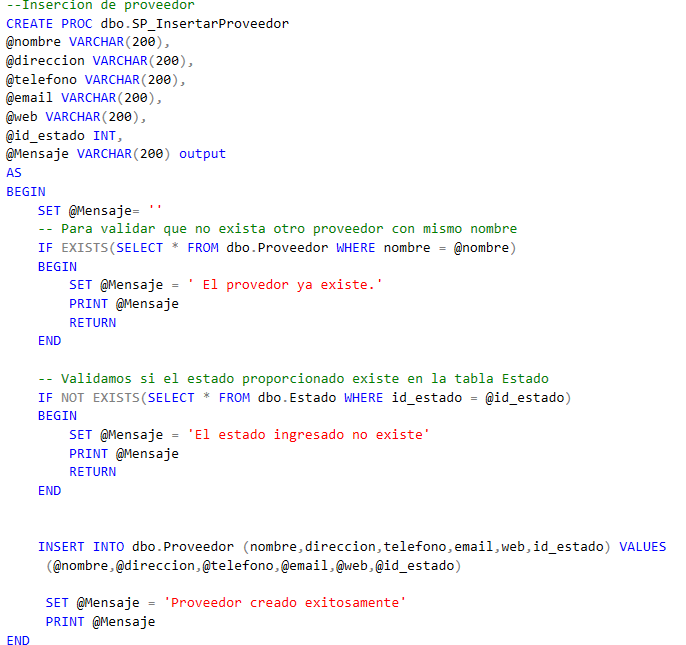 --Insercion de proveedor
CREATE PROC dbo.SP_InsertarProveedor
@nombre VARCHAR(200),
@direccion VARCHAR(200),
@telefono VARCHAR(200),
@email VARCHAR(200),
@web VARCHAR(200),
@id_estado INT,
@Mensaje VARCHAR(200) output
AS
BEGIN
    SET @Mensaje= ''
    -- Para validar que no exista otro proveedor con mismo nombre
    IF EXISTS(SELECT * FROM dbo.Proveedor WHERE nombre = @nombre)
    BEGIN
        SET @Mensaje = ' El provedor ya existe.'
        PRINT @Mensaje
        RETURN
    END
    -- Validamos si el estado proporcionado existe en la tabla Estado
    IF NOT EXISTS(SELECT * FROM dbo.Estado WHERE id_estado = @id_estado)
    BEGIN
        SET @Mensaje = 'El estado ingresado no existe'
        PRINT @Mensaje
        RETURN
    END
    INSERT INTO dbo.Proveedor (nombre,direccion,telefono,email,web,id_estado) VALUES
     (@nombre,@direccion,@telefono,@email,@web,@id_estado)
     SET @Mensaje = 'Proveedor creado exitosamente'
     PRINT @Mensaje
END